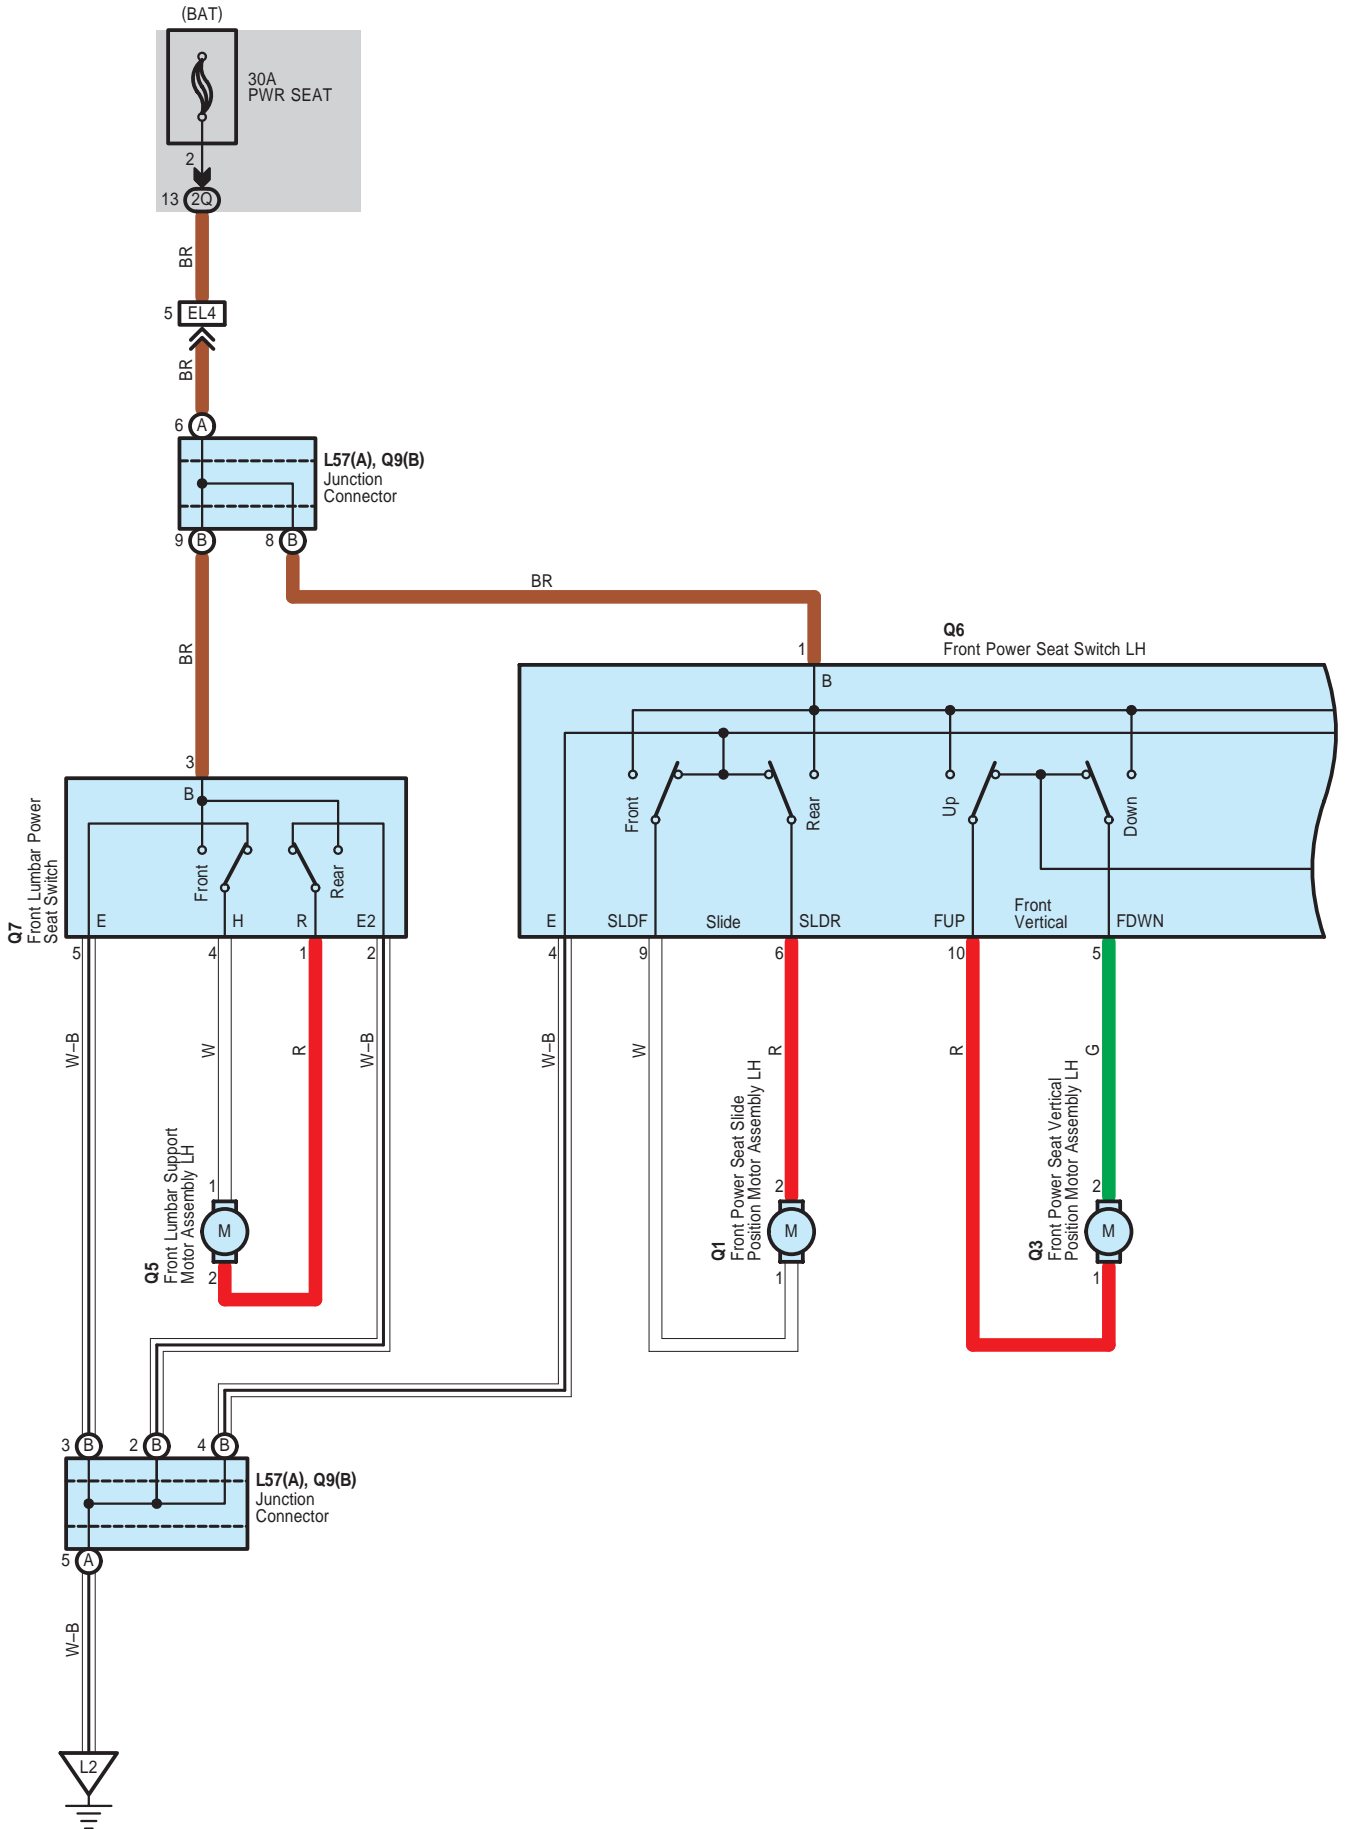 (BAT)
30A
PWR SEAT
2
13 2Q
BR
5 EL4
BR
6 A
L57(A), Q9(B)
Junction
Connector
9 B 8 B
BR
BR
Q6
Front Power Seat Switch LH
1
B
3
B
Front
Rear
Up
Down
Front
Rear
Q7
Front Lumbar Power
Seat Switch
E H R E2
E SLDF Slide SLDR FUP Front
Vertical FDWN
5 4 1 2 4 9 6 10 5
W–B W R W–B W–B W R R G
Q5
Front Lumbar Support
Motor Assembly LH
1
M
2
Q1
Front Power Seat Slide
Position Motor Assembly LH
2
M
1
Q3
Front Power Seat Vertical
Position Motor Assembly LH
2
M
1
3 B 2 B 4 B
L57(A), Q9(B)
Junction
Connector
5 A
W–B
L2